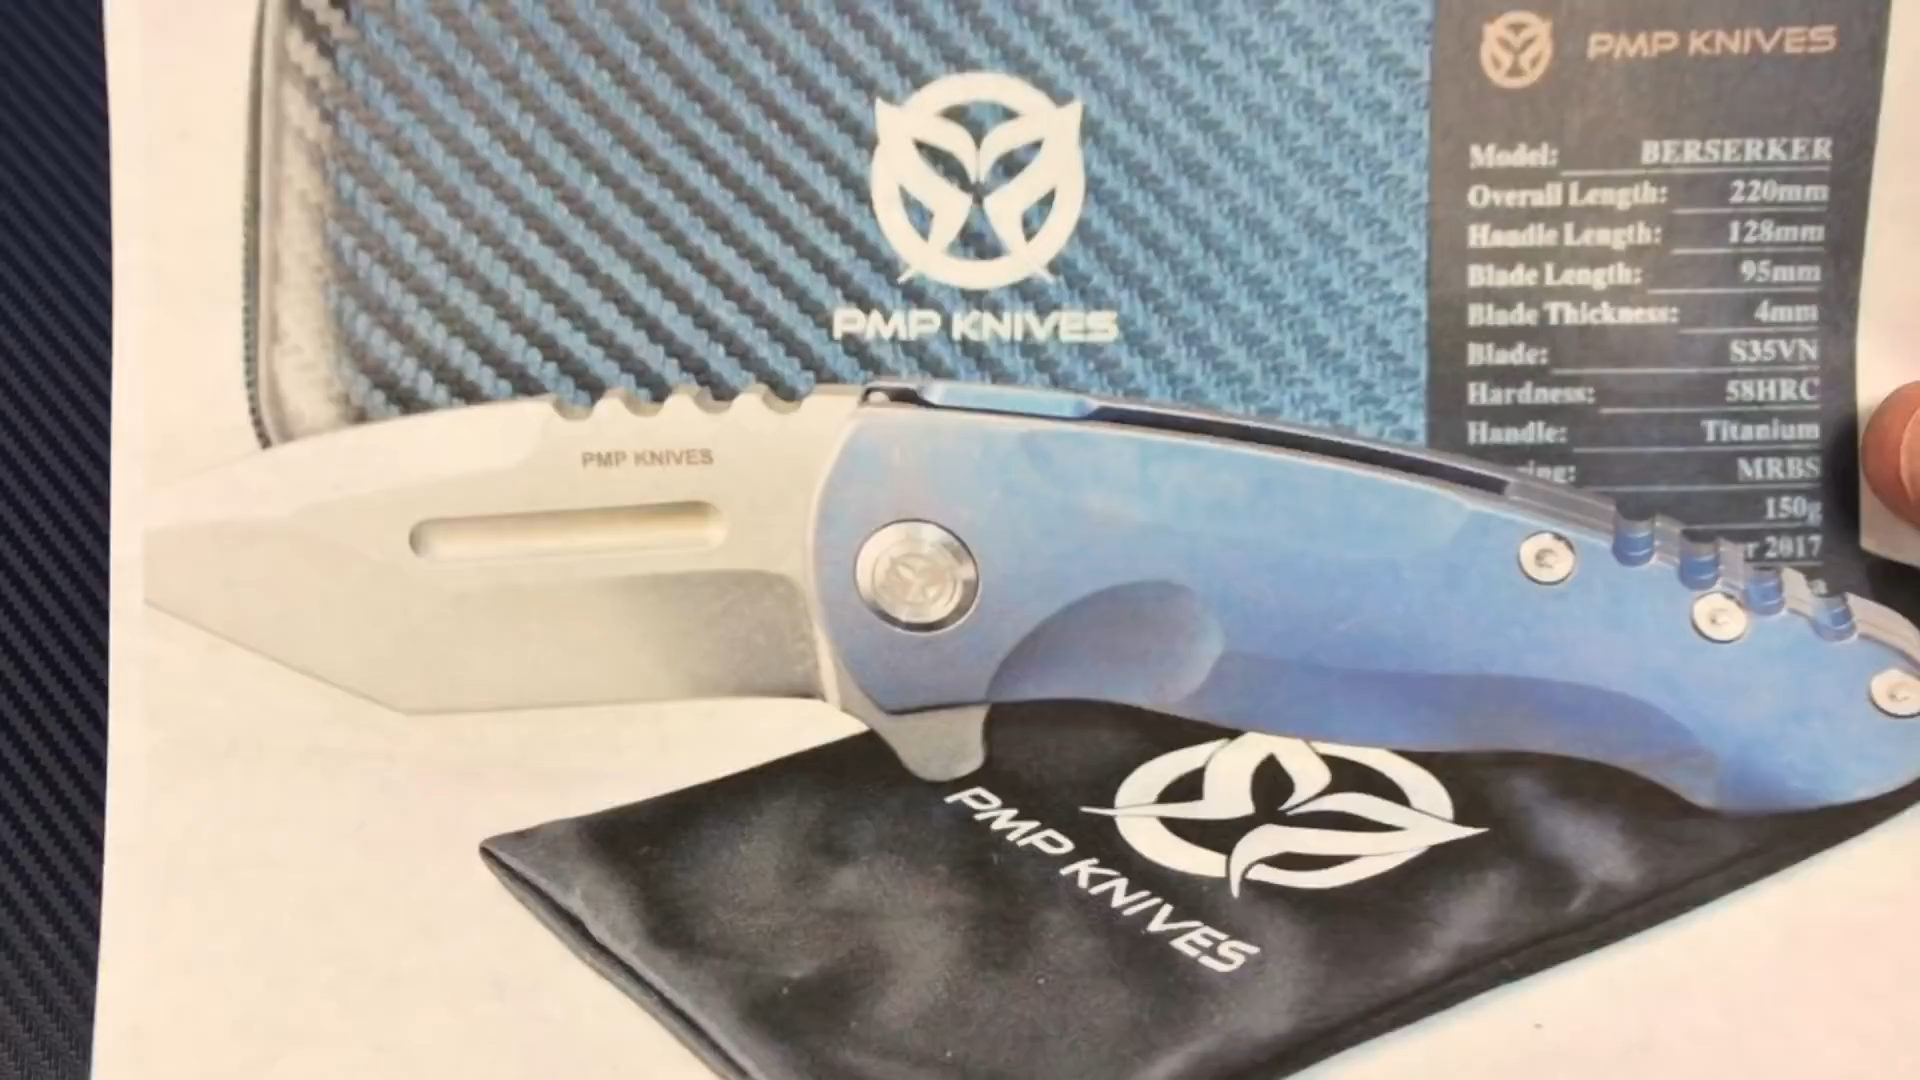 PMP KNIVES
Model: BERSERKER
Overall Length: 220mm
Handle Length: 128mm
Blade Length: 95mm
Blade Thickness: 4mm
Blade: S35VN
Hardness: 58HRC
Handle: Titanium
MRBS
150g
2017
PMP KNIVES
PMP KNIVES
PMP KNIVES